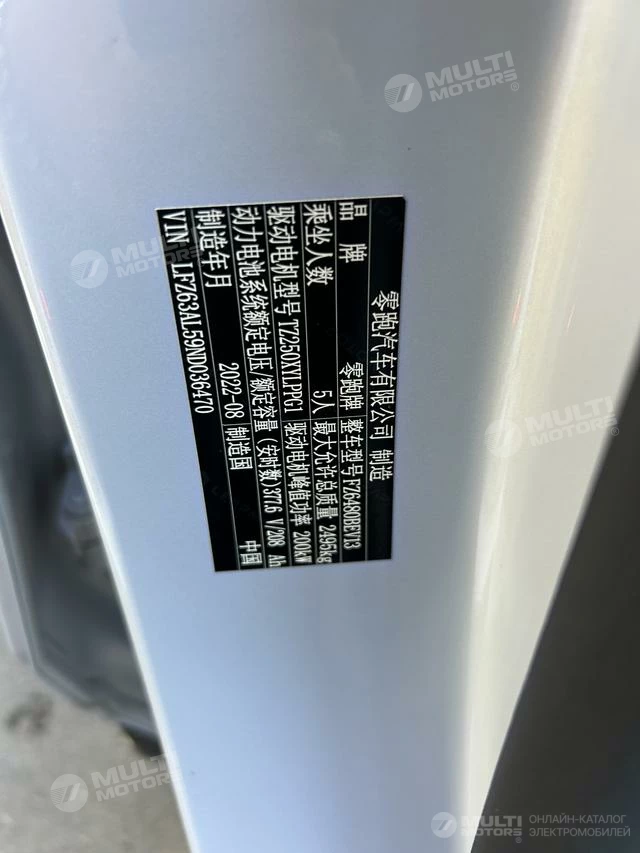 零跑汽车有限公司 制造
品 牌 零跑牌 整车型号 FZ6480BEV13
乘坐人数 5人 最大允许总质量 2495kg
驱动电机型号 TZ250XYLPPG1 驱动电机峰值功率 200kW
动力电池系统额定电压/额定容量(安时数)377.6 V/208 Ah
制造年月 2022-08 制造国 中国
VIN LFZ63AL59ND036470
MULTI MOTORS®
MULTI MOTORS®
MULTI MOTORS®
MULTI MOTORS®
MULTI MOTORS®
ОНЛАЙН-КАТАЛОГ
ЭЛЕКТРОМОБИЛЕЙ